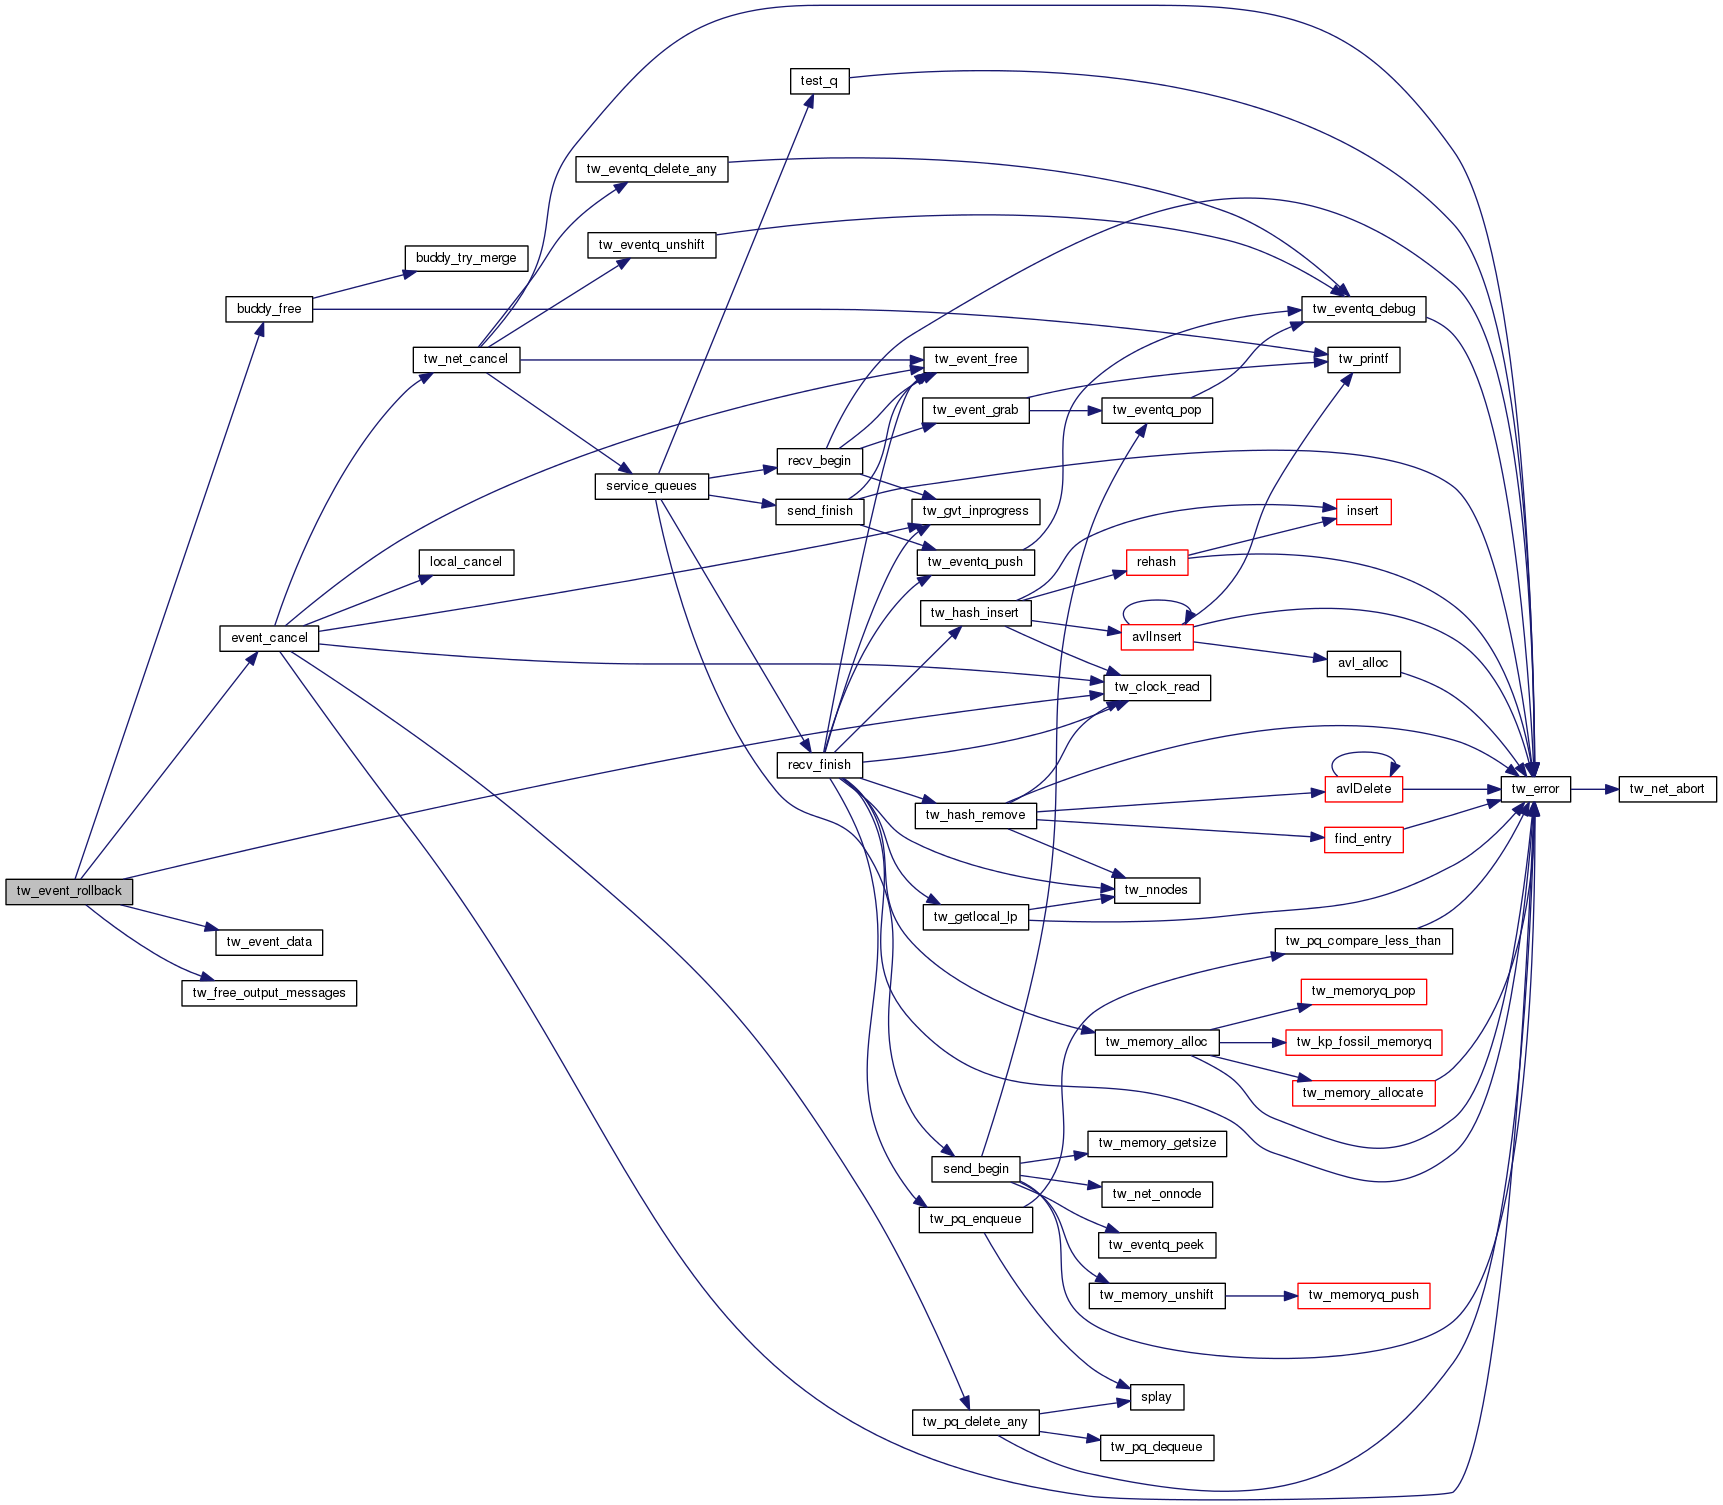 test_q
tw_eventq_delete_any
tw_eventq_unshift
buddy_try_merge
buddy_free
tw_eventq_debug
tw_net_cancel
tw_event_free
tw_printf
tw_event_grab
tw_eventq_pop
recv_begin
service_queues
send_finish
tw_gvt_inprogress
insert
local_cancel
tw_eventq_push
rehash
tw_hash_insert
event_cancel
avlInsert
avl_alloc
tw_clock_read
recv_finish
avlDelete
tw_error
tw_net_abort
tw_hash_remove
find_entry
tw_event_rollback
tw_nnodes
tw_getlocal_lp
tw_event_data
tw_pq_compare_less_than
tw_free_output_messages
tw_memoryq_pop
tw_memory_alloc
tw_kp_fossil_memoryq
tw_memory_allocate
tw_memory_getsize
send_begin
tw_net_onnode
tw_pq_enqueue
tw_eventq_peek
tw_memory_unshift
tw_memoryq_push
splay
tw_pq_delete_any
tw_pq_dequeue